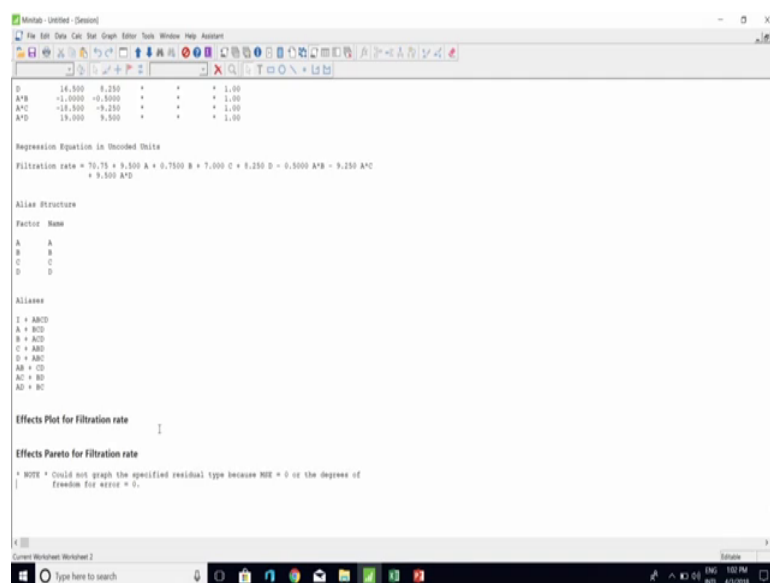 Minitab - Untitled - [Session]
File Edit Data Calc Stat Graph Editor Tools Window Help Assistant
D 16.500 8.250 * * * 1.00
A*B -1.0000 -0.5000 * * * 1.00
A*C -18.500 -9.250 * * * 1.00
A*D 19.000 9.500 * * * 1.00
Regression Equation in Uncoded Units
Filtration rate = 70.75 + 9.500 A + 0.7500 B + 7.000 C + 8.250 D - 0.5000 A*B - 9.250 A*C
+ 9.500 A*D
Alias Structure
Factor Name
A A
B B
C C
D D
Aliases
I + ABCD
A + BCD
B + ACD
C + ABD
D + ABC
AB + CD
AC + BD
AD + BC
Effects Plot for Filtration rate
Effects Pareto for Filtration rate
* NOTE * Could not graph the specified residual type because MSE = 0 or the degrees of
freedom for error = 0.
Current Worksheet: Worksheet 2
Editable
Type here to search
ENG 1:02 PM